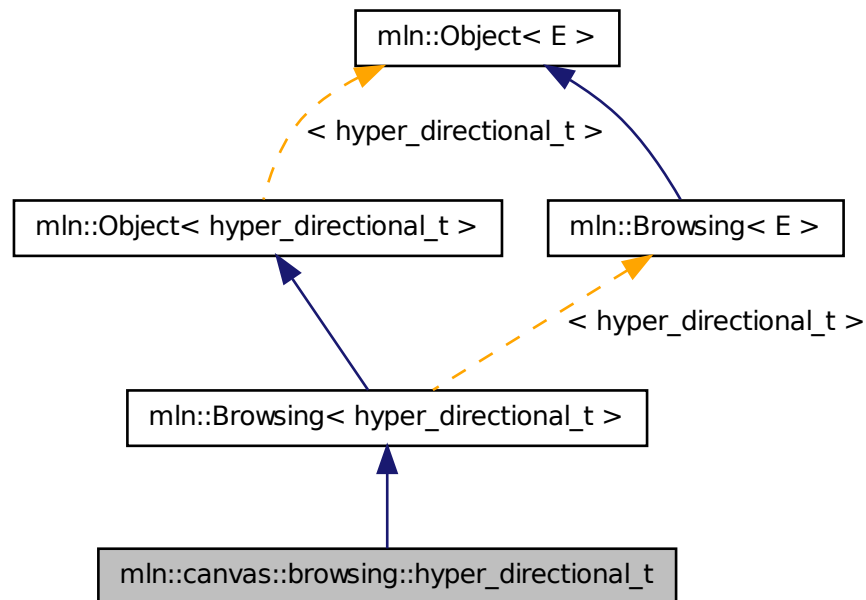 mln::Object< E >
< hyper_directional_t >
mln::Object< hyper_directional_t >
mln::Browsing< E >
< hyper_directional_t >
mln::Browsing< hyper_directional_t >
mln::canvas::browsing::hyper_directional_t